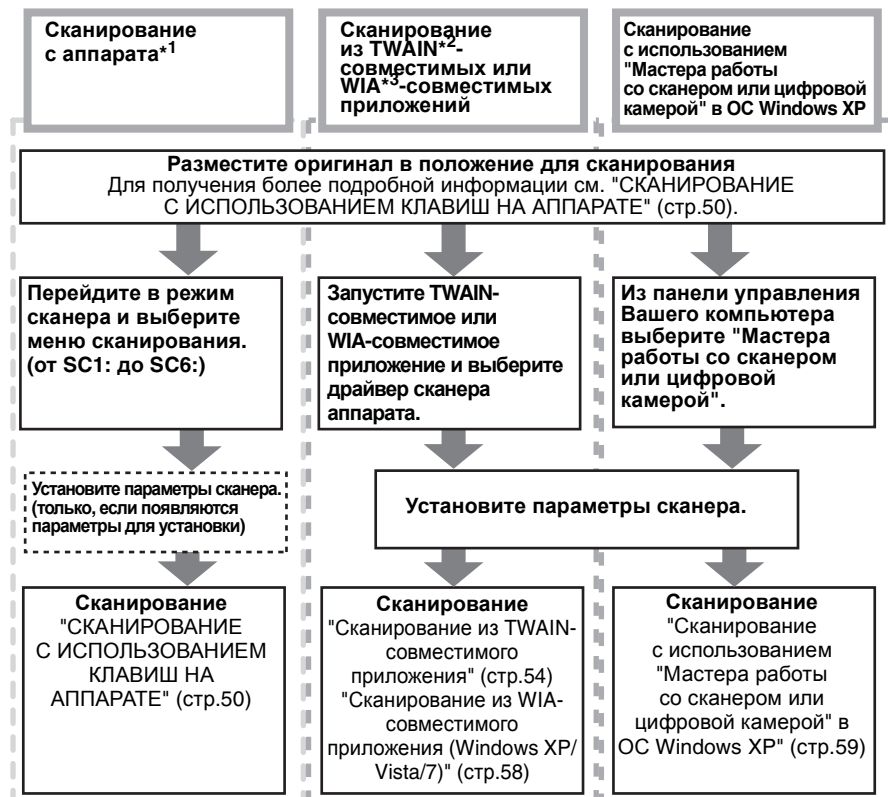 Сканирование
с аппарата*1
Сканирование
из TWAIN*2-
совместимых или
WIA*3-совместимых
приложений
Сканирование
с использованием
"Мастера работы
со сканером или цифровой
камерой" в ОС Windows XP
Разместите оригинал в положение для сканирования
Для получения более подробной информации см. "СКАНИРОВАНИЕ
С ИСПОЛЬЗОВАНИЕМ КЛАВИШ НА АППАРАТЕ" (стр.50).
Перейдите в режим
сканера и выберите
меню сканирования.
(от SC1: до SC6:)
Запустите TWAIN-
совместимое или
WIA-совместимое
приложение и выберите
драйвер сканера
аппарата.
Из панели управления
Вашего компьютера
выберите "Мастера
работы со сканером
или цифровой
камерой".
Установите параметры сканера.
(только, если появляются
параметры для установки)
Установите параметры сканера.
Сканирование
"СКАНИРОВАНИЕ
С ИСПОЛЬЗОВАНИЕМ
КЛАВИШ НА
АППАРАТЕ" (стр.50)
Сканирование
"Сканирование из TWAIN-
совместимого
приложения" (стр.54)
"Сканирование из WIA-
совместимого
приложения (Windows XP/
Vista/7)" (стр.58)
Сканирование
"Сканирование
с использованием
"Мастера работы
со сканером или
цифровой камерой" в
ОС Windows XP" (стр.59)